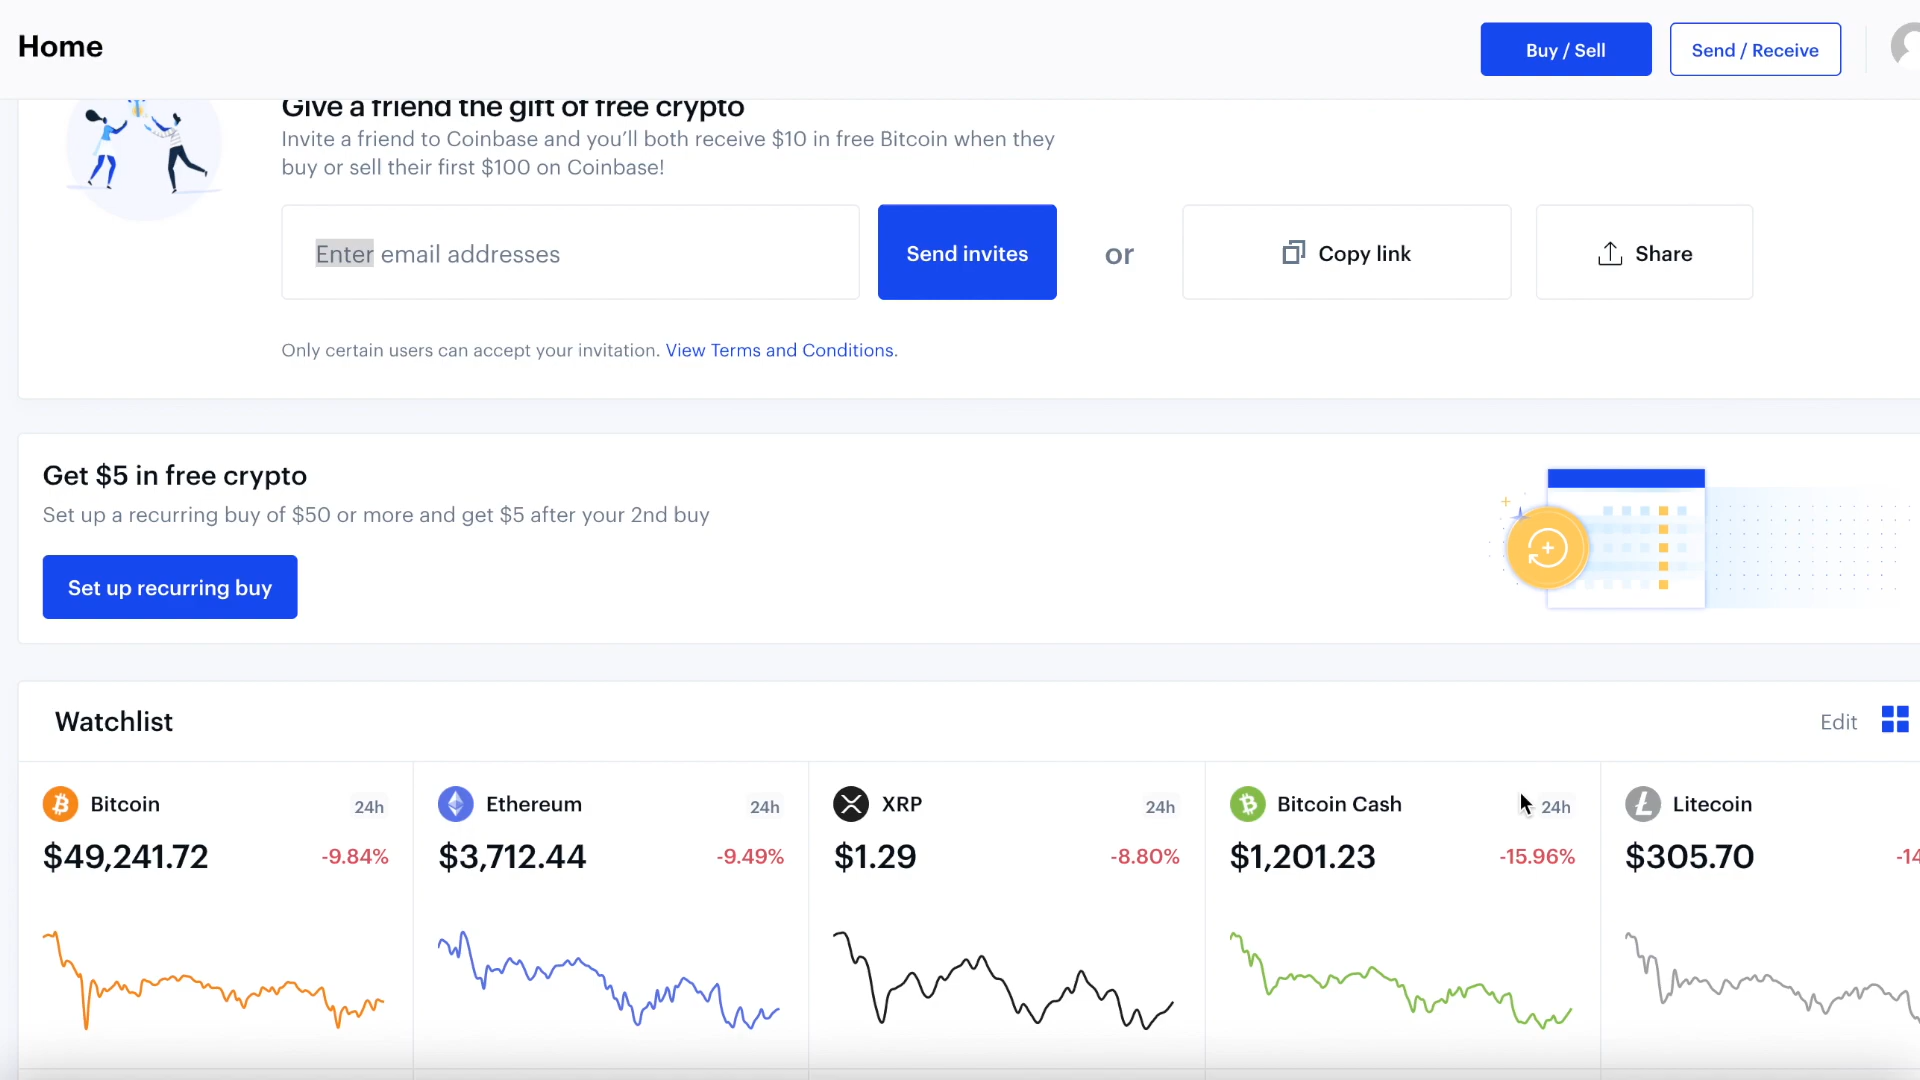 Home
Buy / Sell
Send / Receive
Give a friend the gift of free crypto
Invite a friend to Coinbase and you’ll both receive $10 in free Bitcoin when they
buy or sell their first $100 on Coinbase!
Enter email addresses
Send invites
or
Copy link
Share
Only certain users can accept your invitation. View Terms and Conditions.
Get $5 in free crypto
Set up a recurring buy of $50 or more and get $5 after your 2nd buy
Set up recurring buy
Watchlist
Edit
Bitcoin 24h
$49,241.72 -9.84%
Ethereum 24h
$3,712.44 -9.49%
XRP 24h
$1.29 -8.80%
Bitcoin Cash 24h
$1,201.23 -15.96%
Litecoin
$305.70 -14